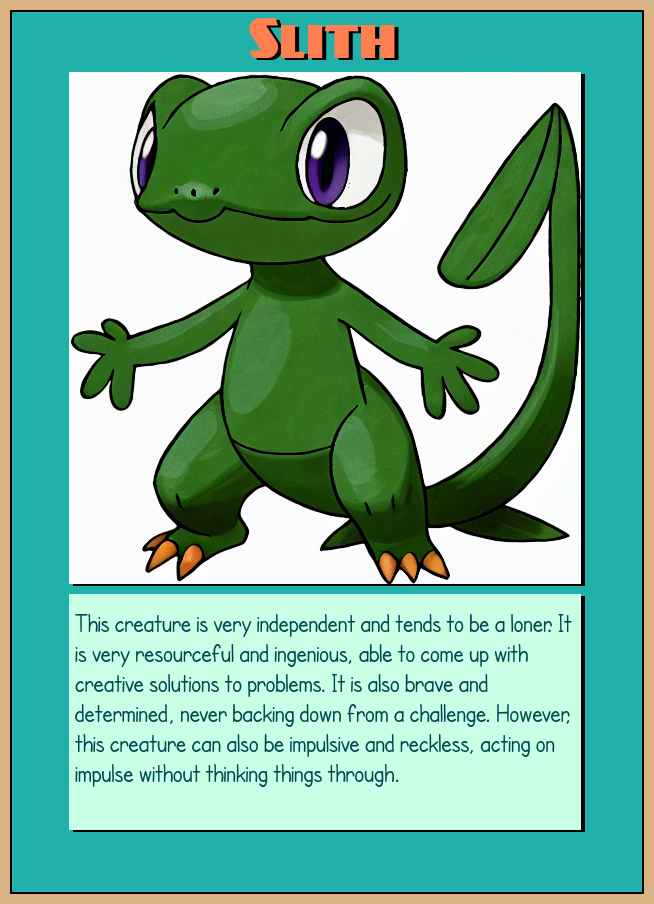 Slith
This creature is very independent and tends to be a loner. It
is very resourceful and ingenious, able to come up with
creative solutions to problems. It is also brave and
determined, never backing down from a challenge. However,
this creature can also be impulsive and reckless, acting on
impulse without thinking things through.